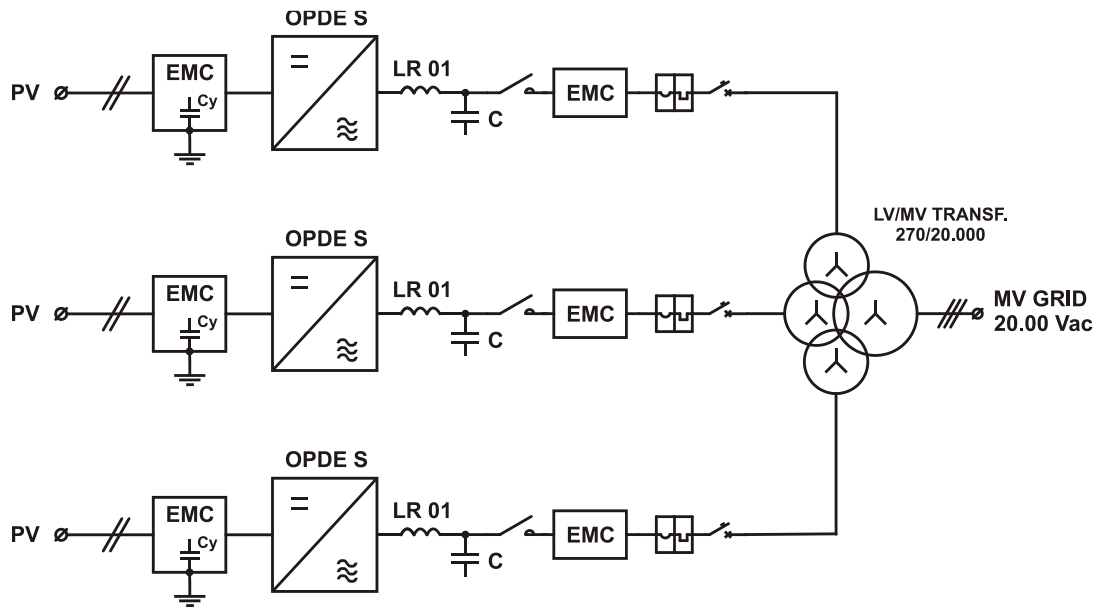 OPDE S
LR 01
EMC
Cy
PV
EMC
C
LV/MV TRANSF.
270/20.000
OPDE S
LR 01
EMC
Cy
PV
EMC
C
MV GRID
20.00 Vac
OPDE S
LR 01
EMC
Cy
PV
EMC
C